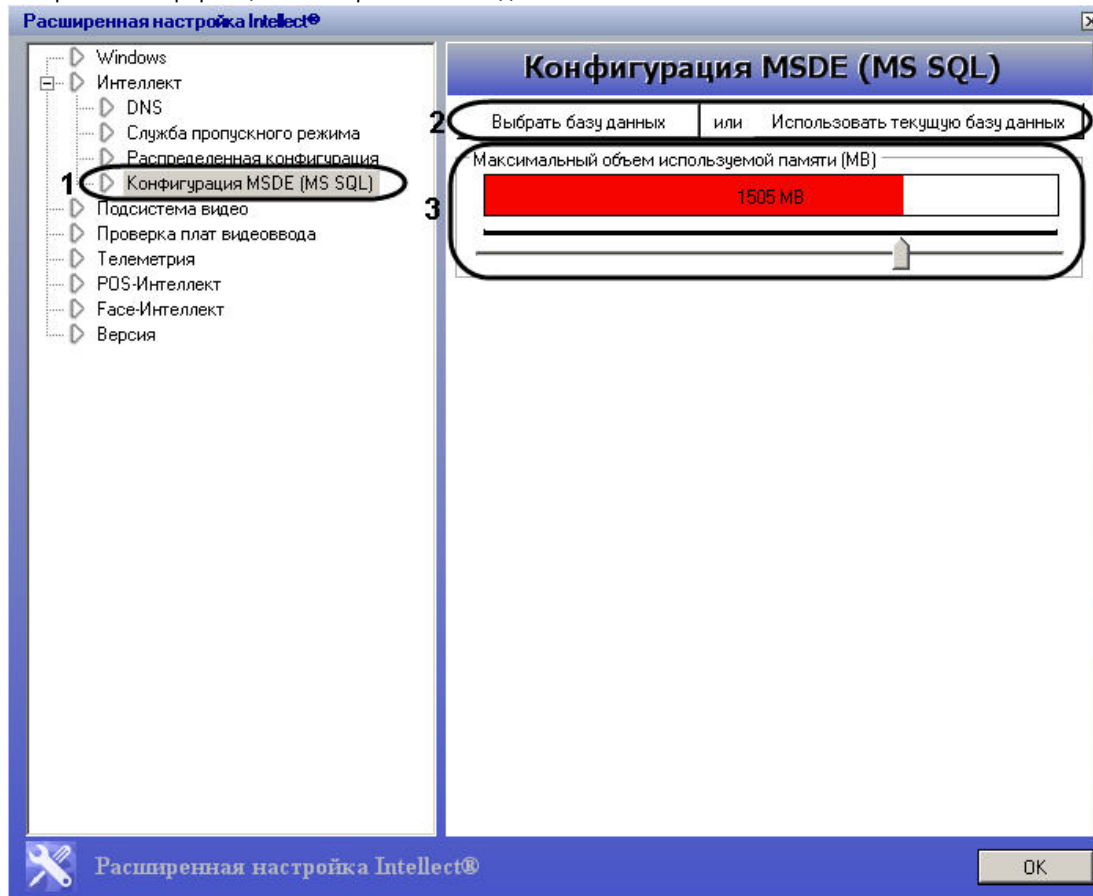 Расширенная настройка Intellect®
Windows
Интеллект
DNS
Служба пропускного режима
Распределенная конфигурация
1 Конфигурация MSDE (MS SQL)
Подсистема видео
Проверка плат видеоввода
Телеметрия
POS-Интеллект
Face-Интеллект
Версия
Конфигурация MSDE (MS SQL)
2 Выбрать базу данных или Использовать текущую базу данных
Максимальный объем используемой памяти (МВ)
3 1505 MB
Расширенная настройка Intellect®
OK